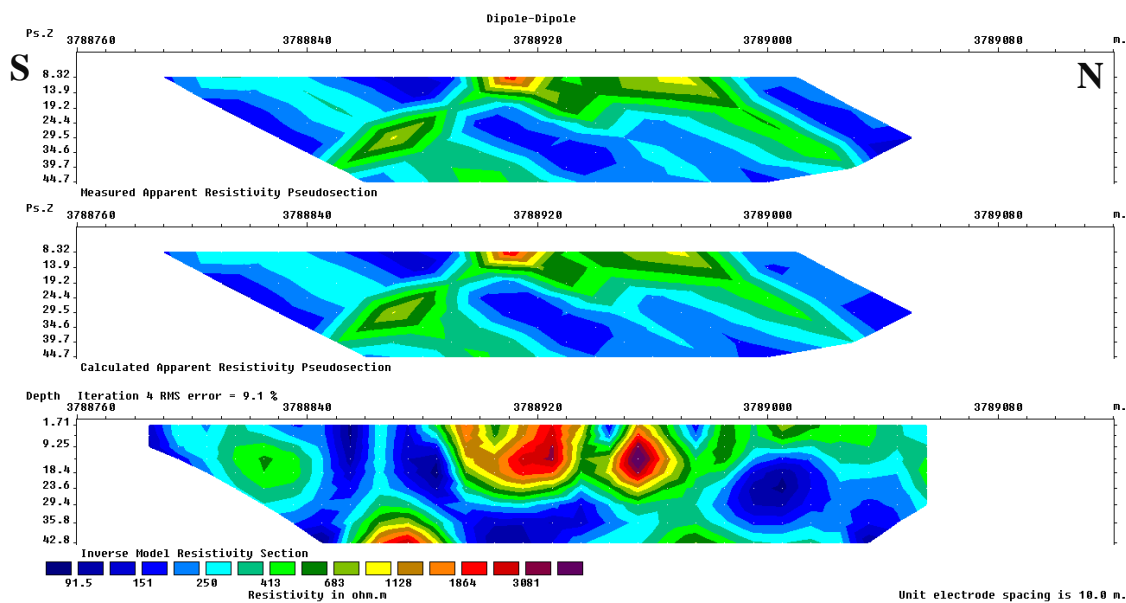 Dipole-Dipole
Ps.Z 3788760 3788840 3788920 3789000 3789080 m.
S N
8.32
13.9
19.2
24.4
29.5
34.6
39.7
44.7
Measured Apparent Resistivity Pseudosection
Ps.Z 3788760 3788840 3788920 3789000 3789080 m.
8.32
13.9
19.2
24.4
29.5
34.6
39.7
44.7
Calculated Apparent Resistivity Pseudosection
Depth Iteration 4 RMS error = 9.1 %
3788760 3788840 3788920 3789000 3789080 m.
1.71
9.25
18.4
23.6
29.4
35.8
42.8
Inverse Model Resistivity Section
91.5 151 250 413 683 1128 1864 3081
Resistivity in ohm.m Unit electrode spacing is 10.0 m.